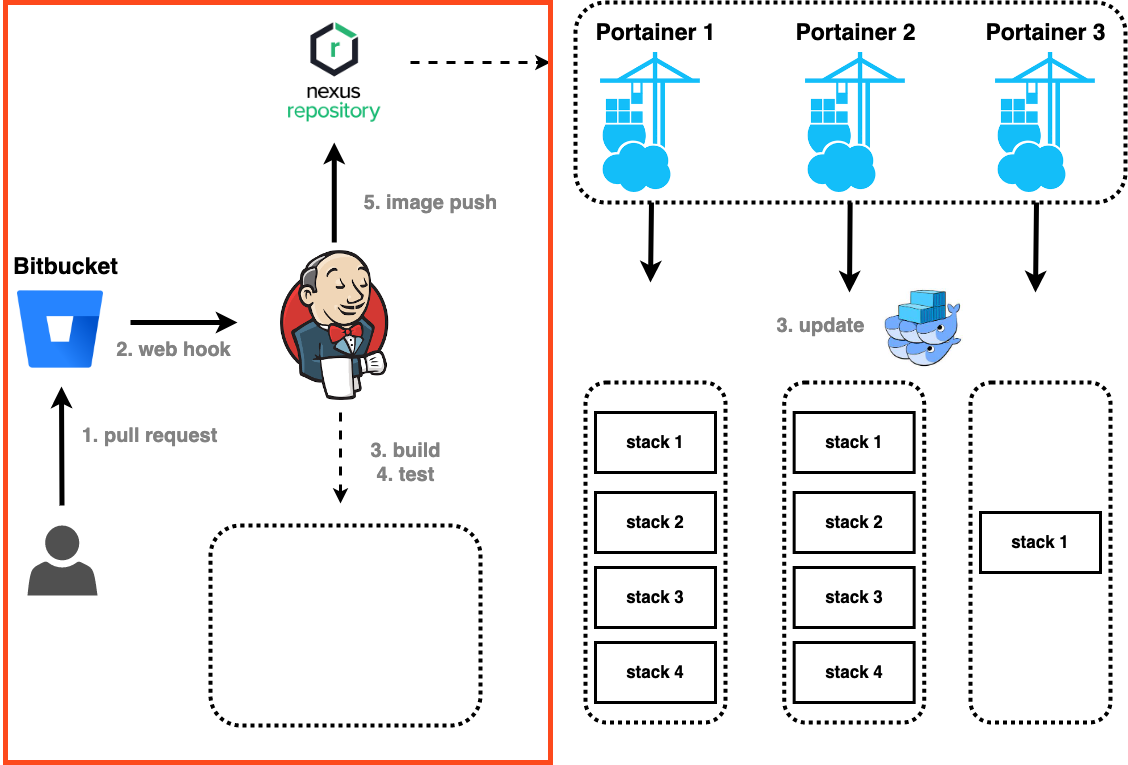 r
nexus
repository
5. image push
Bitbucket
2. web hook
1. pull request
3. build
4. test
Portainer 1
Portainer 2
Portainer 3
3. update
stack 1
stack 2
stack 3
stack 4
stack 1
stack 2
stack 3
stack 4
stack 1